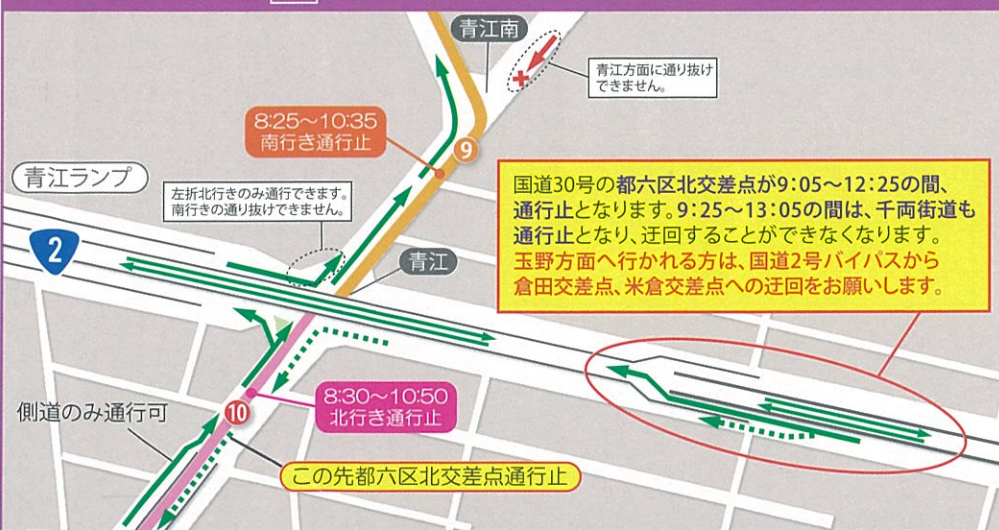 青江南
青江方面に通り抜け
できません。
8:25〜10:35
南行き通行止
9
青江ランプ
左折北行きのみ通行できます。
南行きの通り抜けできません。
2
青江
国道30号の都六区北交差点が9:05〜12:25の間、
通行止となります。9:25〜13:05の間は、千両街道も
通行止となり、迂回することができなくなります。
玉野方面へ行かれる方は、国道2号バイパスから
倉田交差点、米倉交差点への迂回をお願いします。
8:30〜10:50
北行き通行止
10
側道のみ通行可
この先都六区北交差点通行止